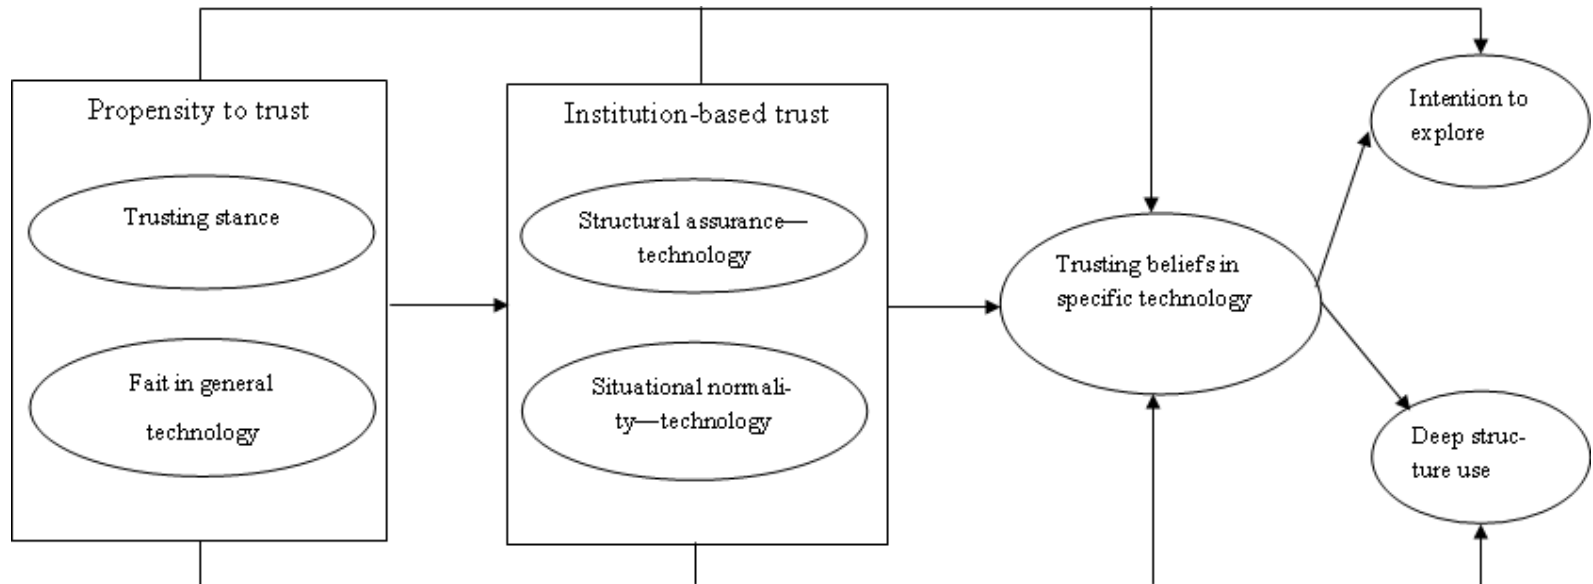 Propensity to trust
Trusting stance
Fait in general
technology
Institution-based trust
Structural assurance—
technology
Situational normali-
ty—technology
Trusting beliefs in
specific technology
Intention to
explore
Deep struc-
ture use